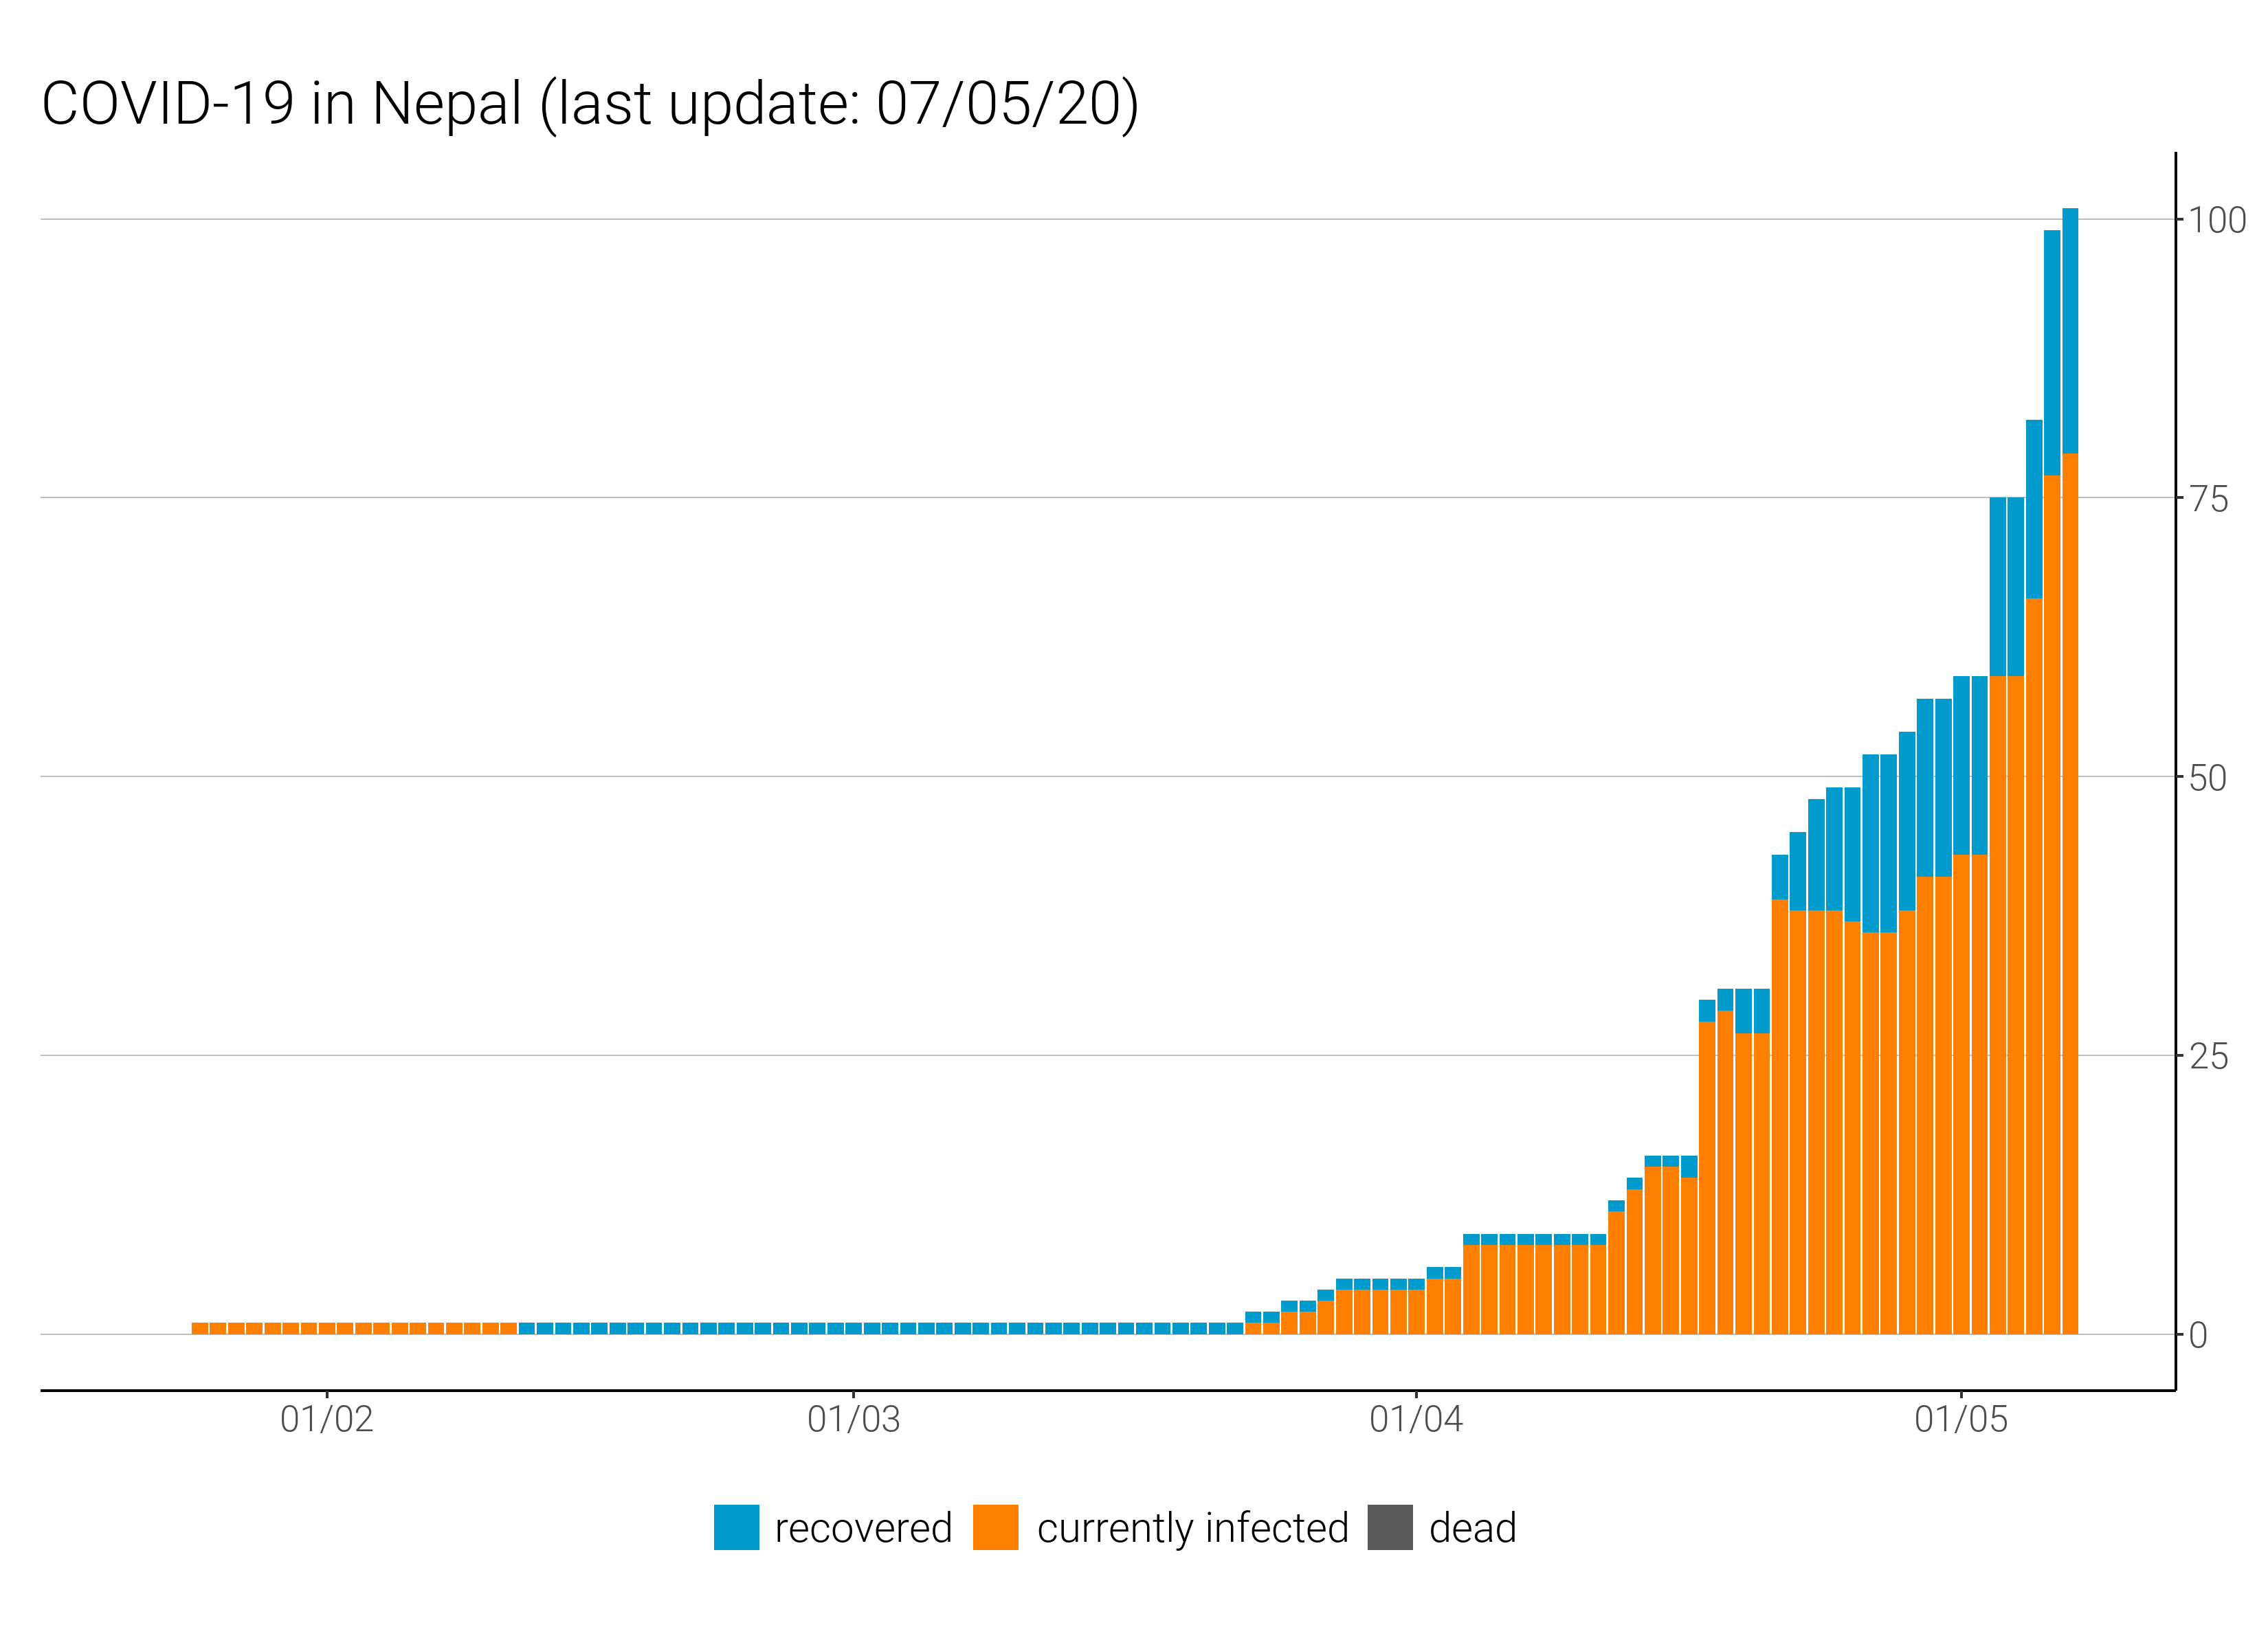 COVID-19 in Nepal (last update: 07/05/20)
100
75
50
25
0
01/02 01/03 01/04 01/05
recovered currently infected dead